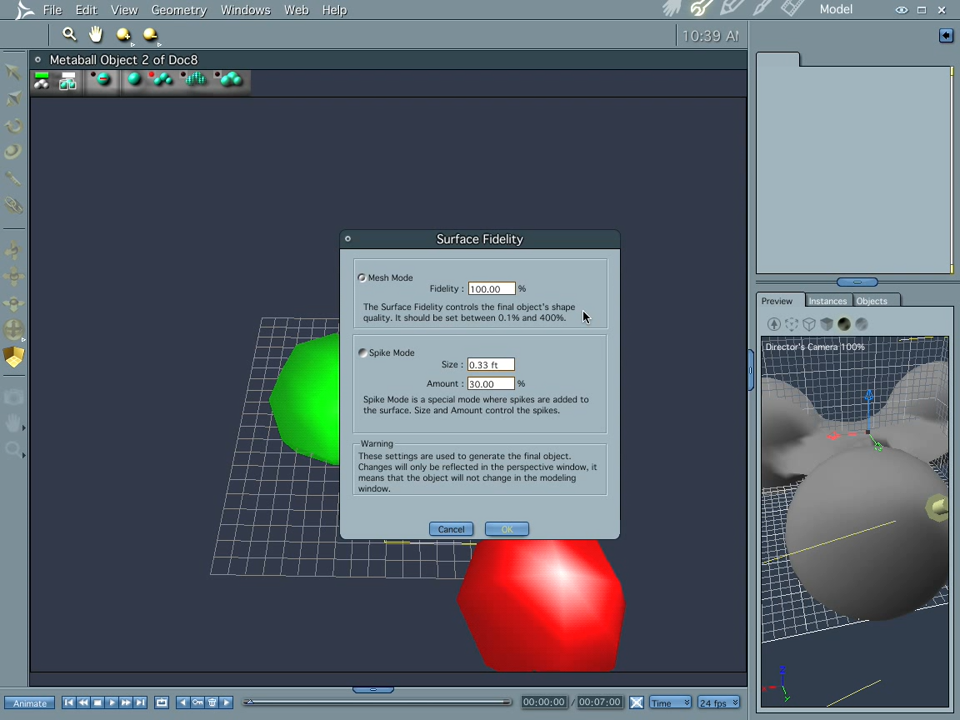 File Edit View Geometry Windows Web Help
Model
10:39 AM
Metaball Object 2 of Doc8
Surface Fidelity
Mesh Mode
Fidelity : 100.00 %
The Surface Fidelity controls the final object's shape
quality. It should be set between 0.1% and 400%.
Spike Mode
Size : 0.33 ft
Amount : 30.00 %
Spike Mode is a special mode where spikes are added to
the surface. Size and Amount control the spikes.
Warning
These settings are used to generate the final object.
Changes will only be reflected in the perspective window, it
means that the object will not change in the modeling
window.
Cancel OK
Preview Instances Objects
Director's Camera 100%
Animate
00:00:00 / 00:07:00 Time 24 fps